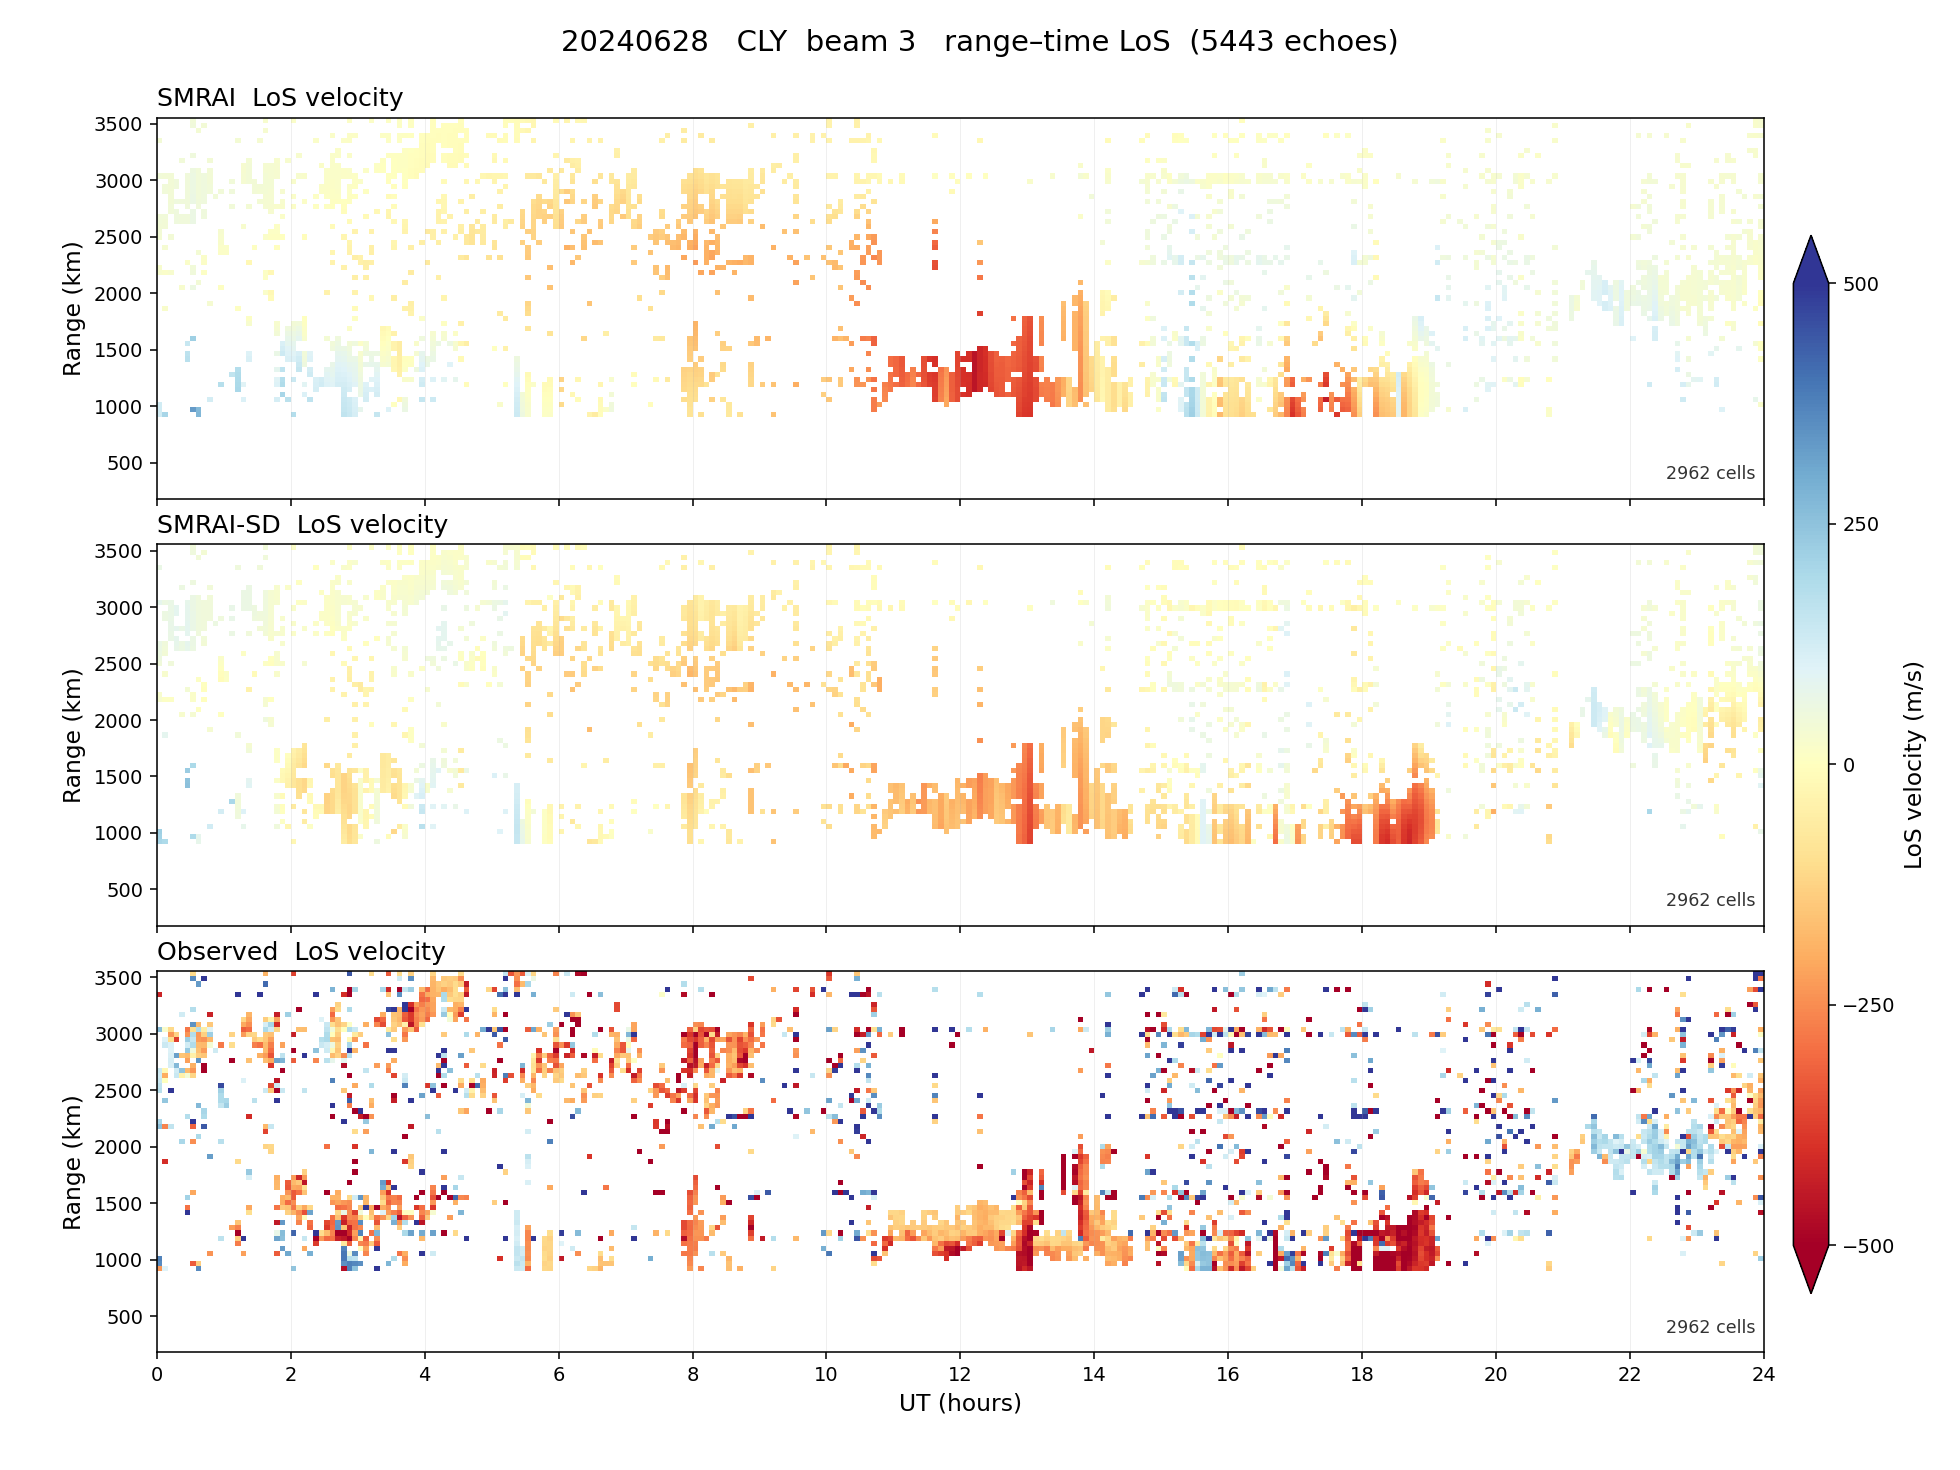 20240628   CLY  beam 3   range–time LoS  (5443 echoes)
SMRAI  LoS velocity
3500
3000
2500
2000
1500
1000
500
Range (km)
2962 cells
SMRAI-SD  LoS velocity
3500
3000
2500
2000
1500
1000
500
Range (km)
2962 cells
Observed  LoS velocity
3500
3000
2500
2000
1500
1000
500
Range (km)
2962 cells
0 2 4 6 8 10 12 14 16 18 20 22 24
UT (hours)
500
250
0
−250
−500
LoS velocity (m/s)